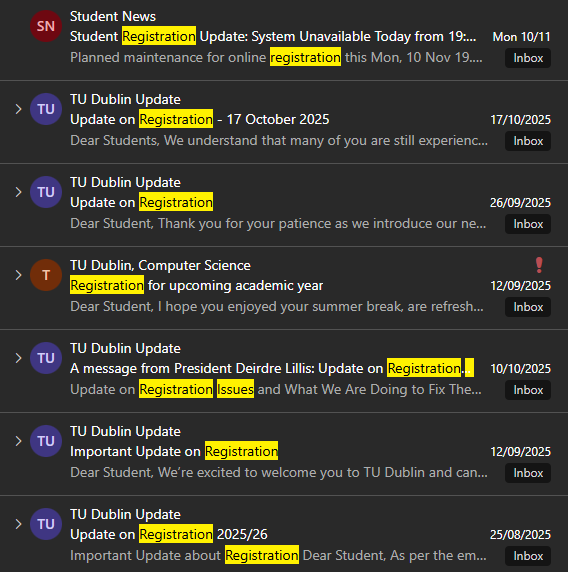 SN
Student News
Student Registration Update: System Unavailable Today from 19:...
Mon 10/11
Planned maintenance for online registration this Mon, 10 Nov 19....
Inbox
TU
TU Dublin Update
Update on Registration - 17 October 2025
17/10/2025
Dear Students, We understand that many of you are still experienc...
Inbox
TU
TU Dublin Update
Update on Registration
26/09/2025
Dear Student, Thank you for your patience as we introduce our ne...
Inbox
T
TU Dublin, Computer Science
Registration for upcoming academic year
12/09/2025
Dear Student, I hope you enjoyed your summer break, are refresh...
Inbox
TU
TU Dublin Update
A message from President Deirdre Lillis: Update on Registration...
10/10/2025
Update on Registration Issues and What We Are Doing to Fix The...
Inbox
TU
TU Dublin Update
Important Update on Registration
12/09/2025
Dear Student, We’re excited to welcome you to TU Dublin and can...
Inbox
TU
TU Dublin Update
Update on Registration 2025/26
25/08/2025
Important Update about Registration Dear Student, As per the em...
Inbox